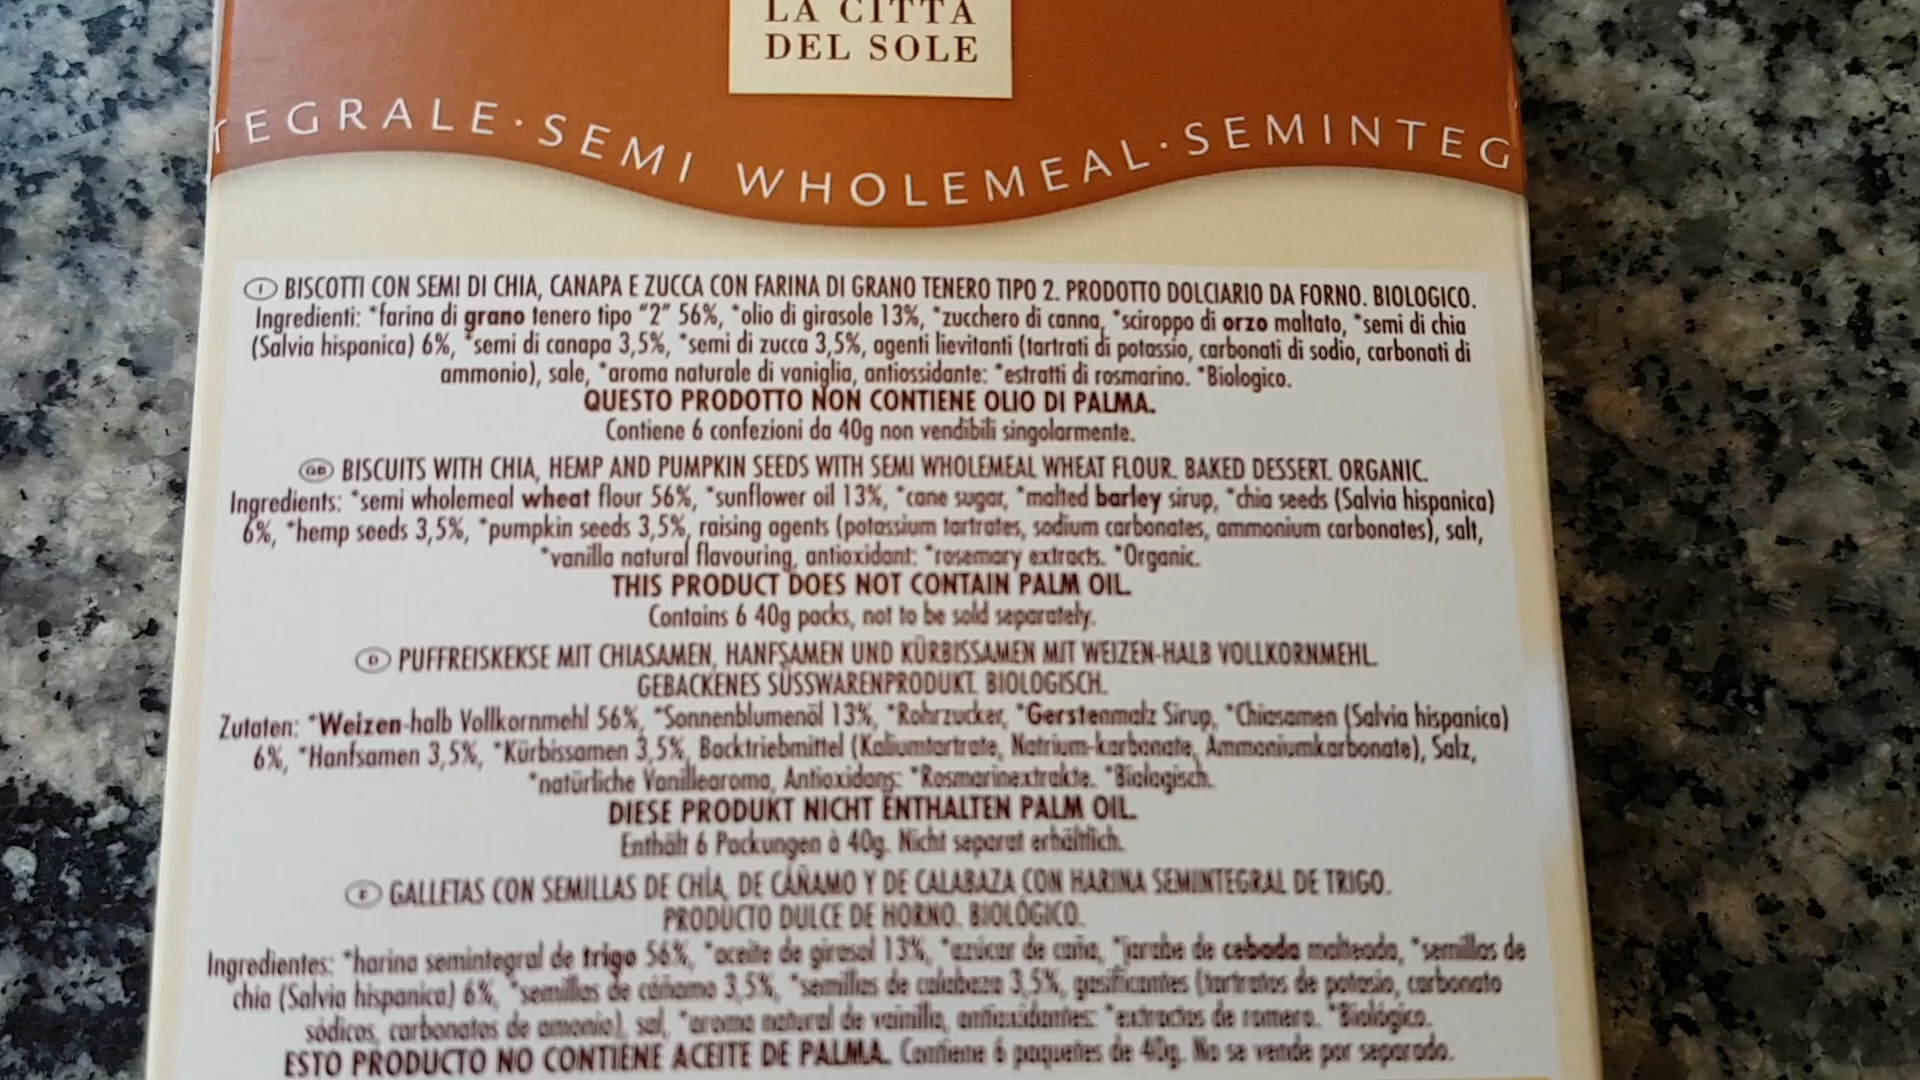 LA CITTÀ
DEL SOLE
TEGRALE · SEMI WHOLEMEAL · SEMINTEG
I BISCOTTI CON SEMI DI CHIA, CANAPA E ZUCCA CON FARINA DI GRANO TENERO TIPO 2. PRODOTTO DOLCIARIO DA FORNO. BIOLOGICO.
Ingredienti: *farina di grano tenero tipo "2" 56%, *olio di girasole 13%, *zucchero di canna, *sciroppo di orzo maltato, *semi di chia
(Salvia hispanica) 6%, *semi di canapa 3,5%, *semi di zucca 3,5%, agenti lievitanti (tartrati di potassio, carbonati di sodio, carbonati di
ammonio), sale, *aroma naturale di vaniglia, antiossidante: *estratti di rosmarino. *Biologico.
QUESTO PRODOTTO NON CONTIENE OLIO DI PALMA.
Contiene 6 confezioni da 40g non vendibili singolarmente.
GB BISCUITS WITH CHIA, HEMP AND PUMPKIN SEEDS WITH SEMI WHOLEMEAL WHEAT FLOUR. BAKED DESSERT. ORGANIC.
Ingredients: *semi wholemeal wheat flour 56%, *sunflower oil 13%, *cane sugar, *malted barley sirup, *chia seeds (Salvia hispanica)
6%, *hemp seeds 3,5%, *pumpkin seeds 3,5%, raising agents (potassium tartrates, sodium carbonates, ammonium carbonates), salt,
*vanilla natural flavouring, antioxidant: *rosemary extracts. *Organic.
THIS PRODUCT DOES NOT CONTAIN PALM OIL.
Contains 6 40g packs, not to be sold separately.
D PUFFREISKEKSE MIT CHIASAMEN, HANFSAMEN UND KÜRBISSAMEN MIT WEIZEN-HALB VOLLKORNMEHL.
GEBACKENES SÜSSWARENPRODUKT. BIOLOGISCH.
Zutaten: *Weizen-halb Vollkornmehl 56%, *Sonnenblumenöl 13%, *Rohrzucker, *Gerstenmalz Sirup, *Chiasamen (Salvia hispanica)
6%, *Hanfsamen 3,5%, *Kürbissamen 3,5%, Backtriebmittel (Kaliumtartrate, Natrium-karbonate, Ammoniumkarbonate), Salz,
*natürliche Vanillearoma, Antioxidans: *Rosmarinextrakte. *Biologisch.
DIESE PRODUKT NICHT ENTHALTEN PALM OIL.
Enthält 6 Packungen à 40g. Nicht separat erhältlich.
E GALLETAS CON SEMILLAS DE CHÍA, DE CÁÑAMO Y DE CALABAZA CON HARINA SEMINTEGRAL DE TRIGO.
PRODUCTO DULCE DE HORNO. BIOLÓGICO.
Ingredientes: *harina semintegral de trigo 56%, *aceite de girasol 13%, *azúcar de caña, *jarabe de cebada malteada, *semillas de
chia (Salvia hispanica) 6%, *semillas de cáñamo 3,5%, *semillas de calabaza 3,5%, gasificantes (tartratos de potasio, carbonato
sódicos, carbonatos de amonio), sal, *aroma natural de vainilla, antioxidantes: *extractos de romero. *Biológico.
ESTO PRODUCTO NO CONTIENE ACEITE DE PALMA. Contiene 6 paquetes de 40g. No se vende por separado.